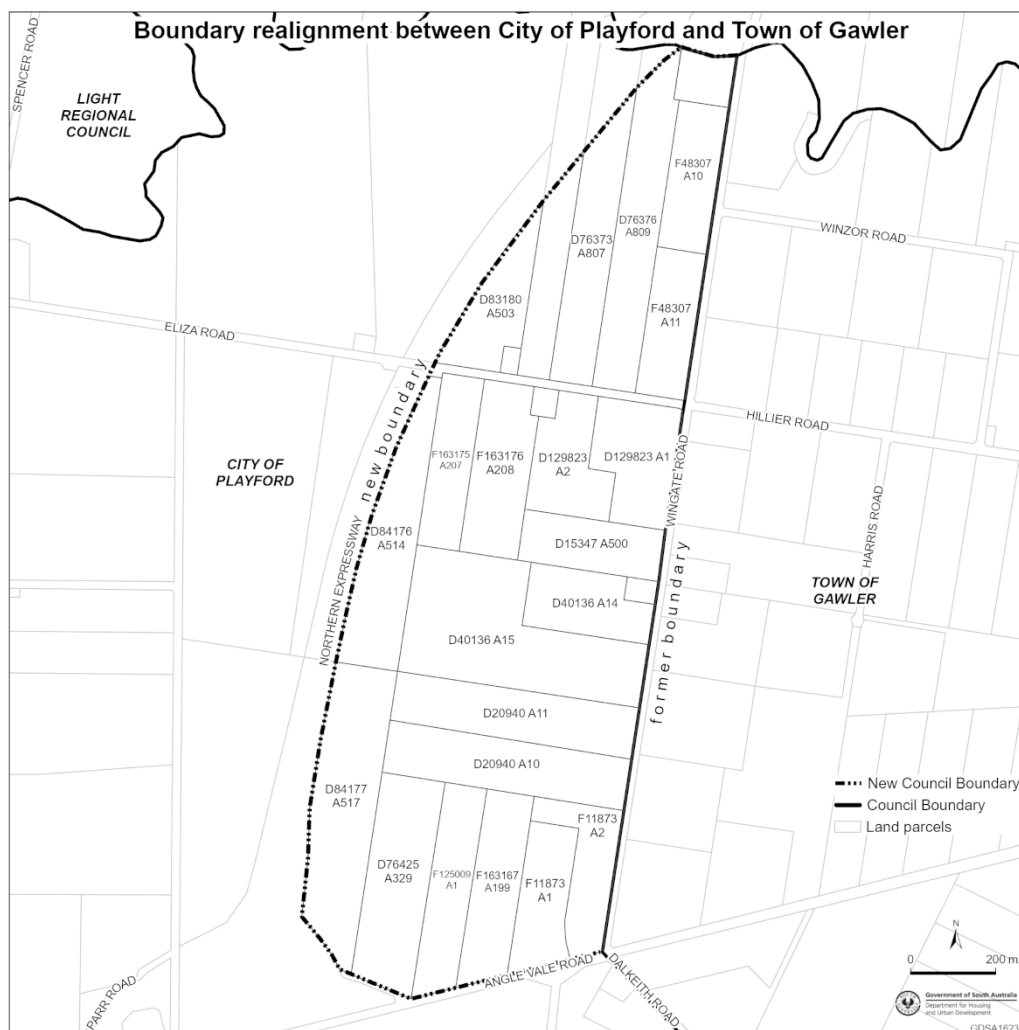 Boundary realignment between City of Playford and Town of Gawler
SPENCER ROAD
LIGHT
REGIONAL
COUNCIL
F48307
A10
WINZOR ROAD
D76376
A809
D76373
A807
D83180
A503
F48307
A11
ELIZA ROAD
new boundary
HILLIER ROAD
CITY OF
PLAYFORD
F163175
A207
F163176
A208
D129823
A2
D129823 A1
WINGATE ROAD
HARRIS ROAD
D84176
A514
D15347 A500
NORTHERN EXPRESSWAY
D40136 A14
former boundary
TOWN OF
GAWLER
D40136 A15
D20940 A11
D20940 A10
D84177
A517
F11873
A2
New Council Boundary
Council Boundary
Land parcels
D76425
A329
F125009
A1
F163167
A199
F11873
A1
ANGLE VALE ROAD
DALKEITH ROAD
PARR ROAD
N
0 200 m
Government of South Australia
Department for Housing
and Urban Development
GDSA1623